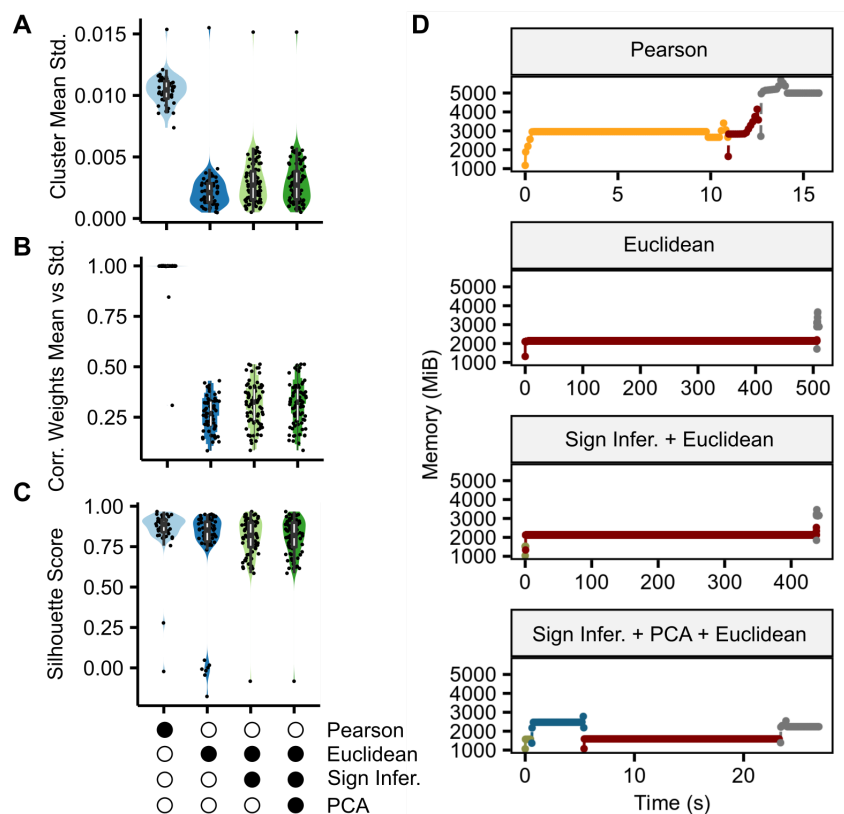 A
Cluster Mean Std.
0.015
0.010
0.005
0.000
B
Corr. Weights Mean vs Std.
1.00
0.75
0.50
0.25
C
Silhouette Score
1.00
0.75
0.50
0.25
0.00
Pearson
Euclidean
Sign Infer.
PCA
D
Memory (MiB)
Pearson
5000
4000
3000
2000
1000
0 5 10 15
Euclidean
5000
4000
3000
2000
1000
0 100 200 300 400 500
Sign Infer. + Euclidean
5000
4000
3000
2000
1000
0 100 200 300 400
Sign Infer. + PCA + Euclidean
5000
4000
3000
2000
1000
0 10 20
Time (s)